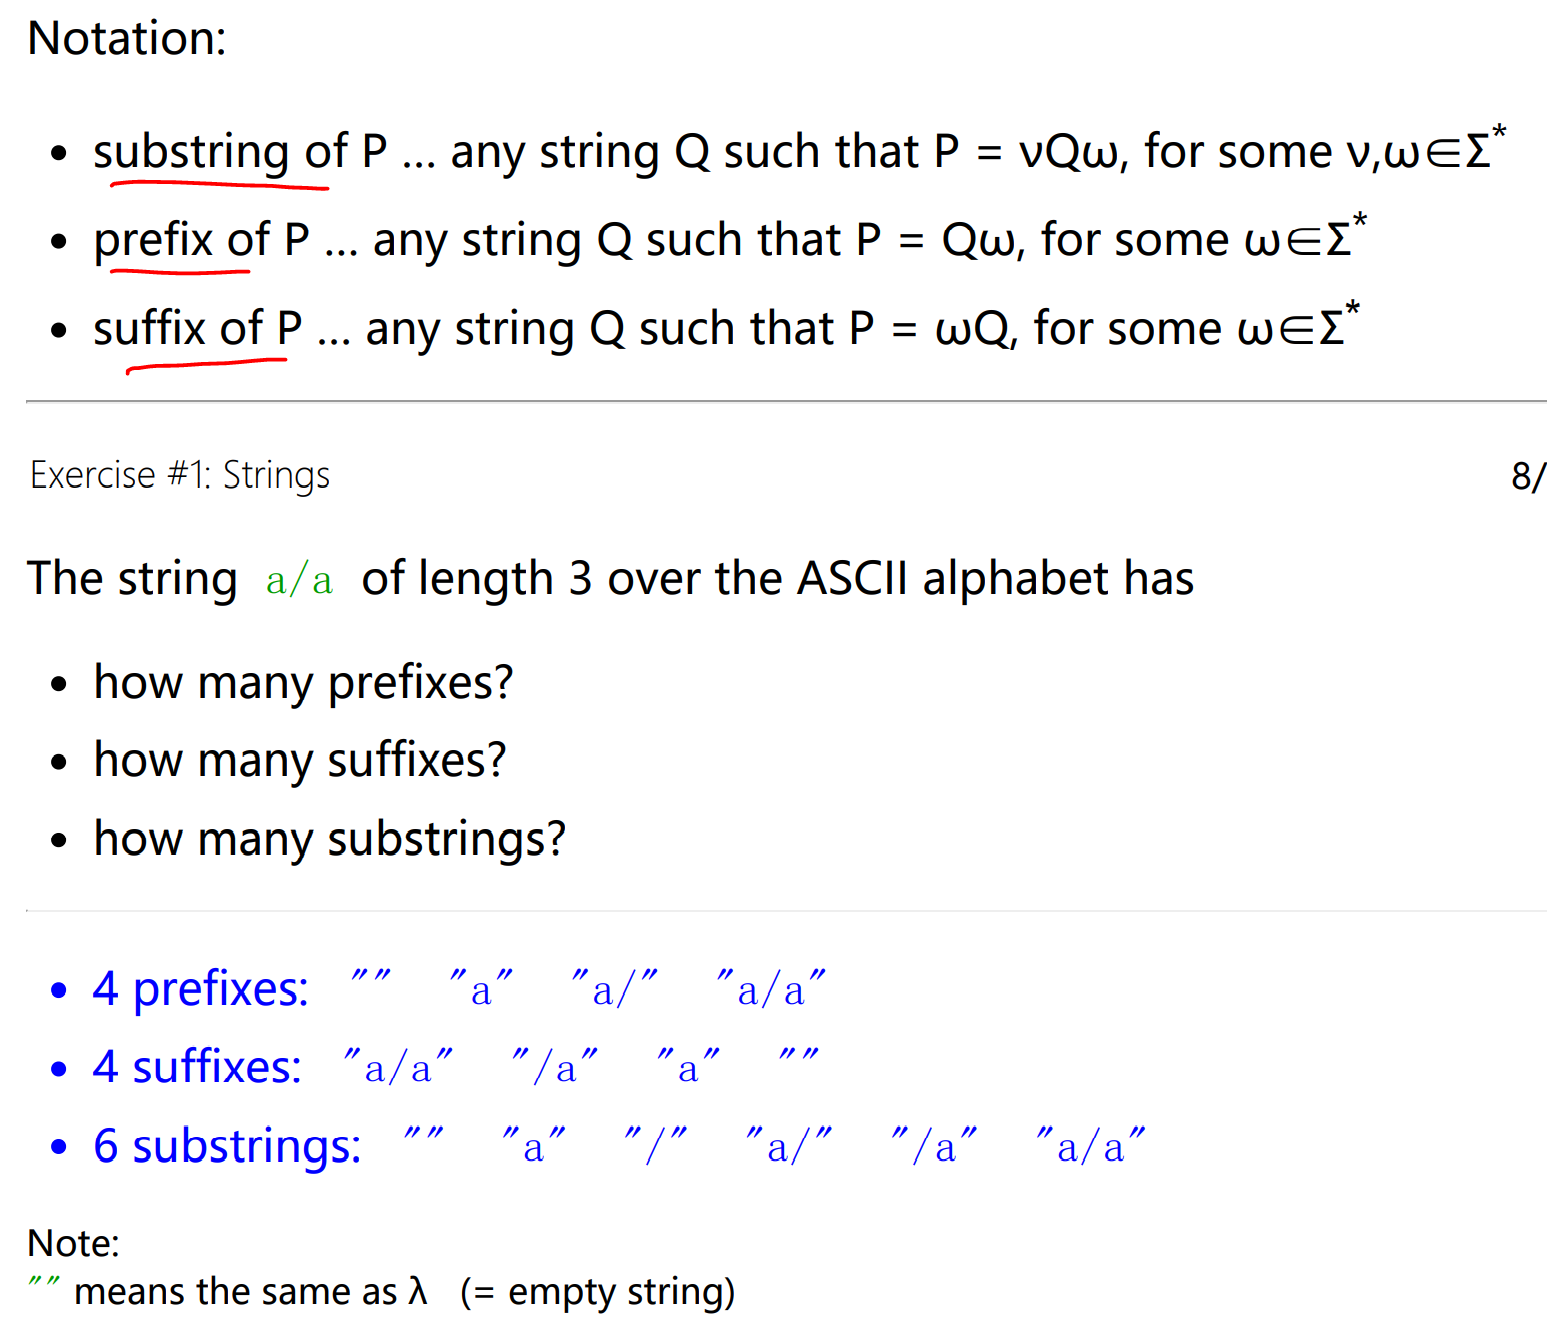 Notation:
• substring of P ... any string Q such that P = νQω, for some ν,ω∈Σ*
• prefix of P ... any string Q such that P = Qω, for some ω∈Σ*
• suffix of P ... any string Q such that P = ωQ, for some ω∈Σ*
Exercise #1: Strings 8/
The string a/a of length 3 over the ASCII alphabet has
• how many prefixes?
• how many suffixes?
• how many substrings?
• 4 prefixes: "" "a" "a/" "a/a"
• 4 suffixes: "a/a" "/a" "a" ""
• 6 substrings: "" "a" "/" "a/" "/a" "a/a"
Note:
"" means the same as λ (= empty string)